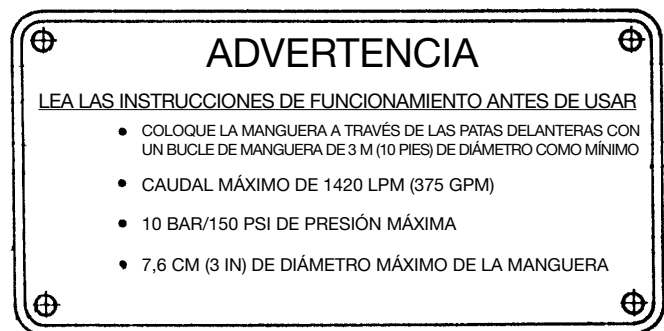 ADVERTENCIA
LEA LAS INSTRUCCIONES DE FUNCIONAMIENTO ANTES DE USAR
• COLOQUE LA MANGUERA A TRAVÉS DE LAS PATAS DELANTERAS CON
UN BUCLE DE MANGUERA DE 3 M (10 PIES) DE DIÁMETRO COMO MÍNIMO
• CAUDAL MÁXIMO DE 1420 LPM (375 GPM)
• 10 BAR/150 PSI DE PRESIÓN MÁXIMA
• 7,6 CM (3 IN) DE DIÁMETRO MÁXIMO DE LA MANGUERA